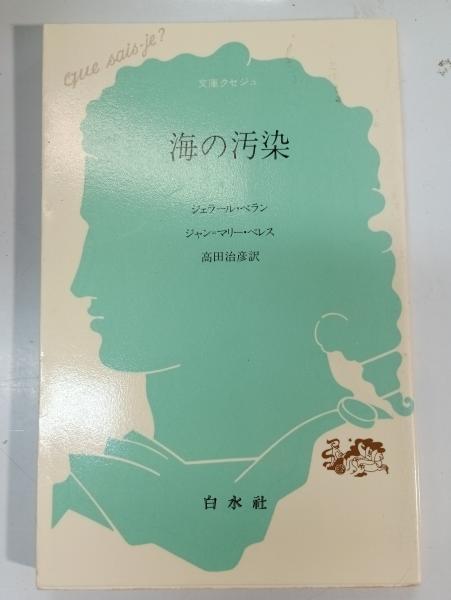 que sais-je?
文庫クセジュ
海の汚染
ジェラール・ベラン
ジャン=マリー・ペレス
高田治彦訳
白水社